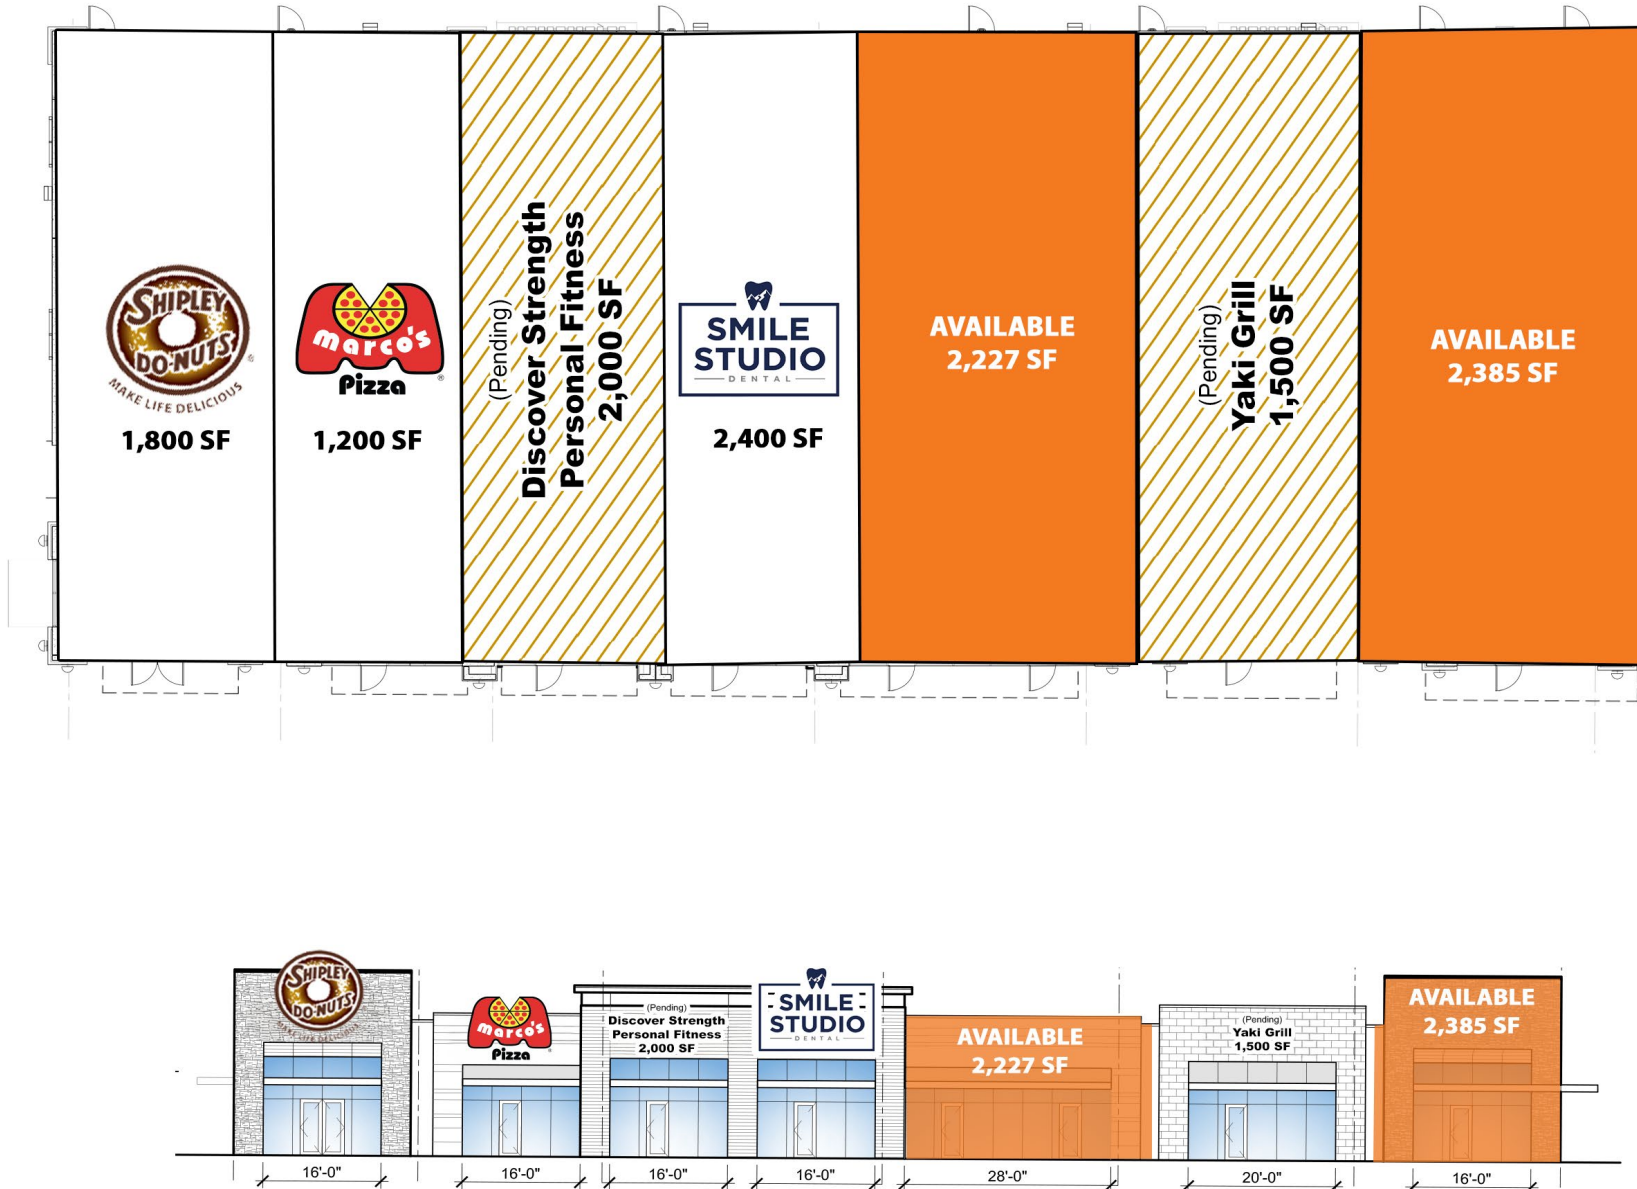 SHIPLEY
DO-NUTS
®
MAKE LIFE DELICIOUS
1,800 SF
marco's
Pizza
®
1,200 SF
(Pending)
Discover Strength
Personal Fitness
2,000 SF
SMILE
STUDIO
DENTAL
2,400 SF
AVAILABLE
2,227 SF
(Pending)
Yaki Grill
1,500 SF
AVAILABLE
2,385 SF
SHIPLEY
DO-NUTS
MAKE LIFE DELICIOUS
marco's
Pizza
(Pending)
Discover Strength
Personal Fitness
2,000 SF
SMILE
STUDIO
DENTAL
AVAILABLE
2,227 SF
(Pending)
Yaki Grill
1,500 SF
AVAILABLE
2,385 SF
16'-0"
16'-0"
16'-0"
16'-0"
28'-0"
20'-0"
16'-0"